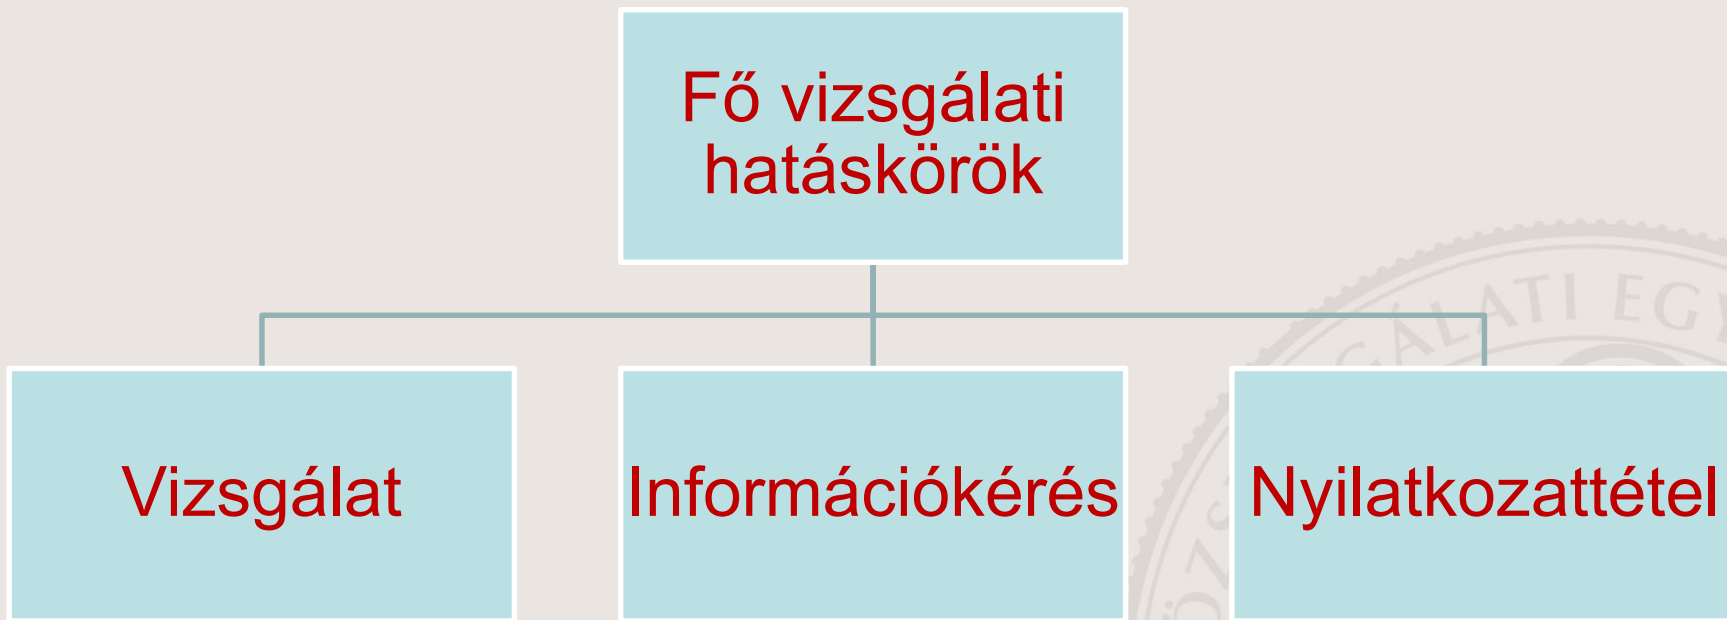 Fő vizsgálati
hatáskörök
Vizsgálat
Információkérés
Nyilatkozattétel